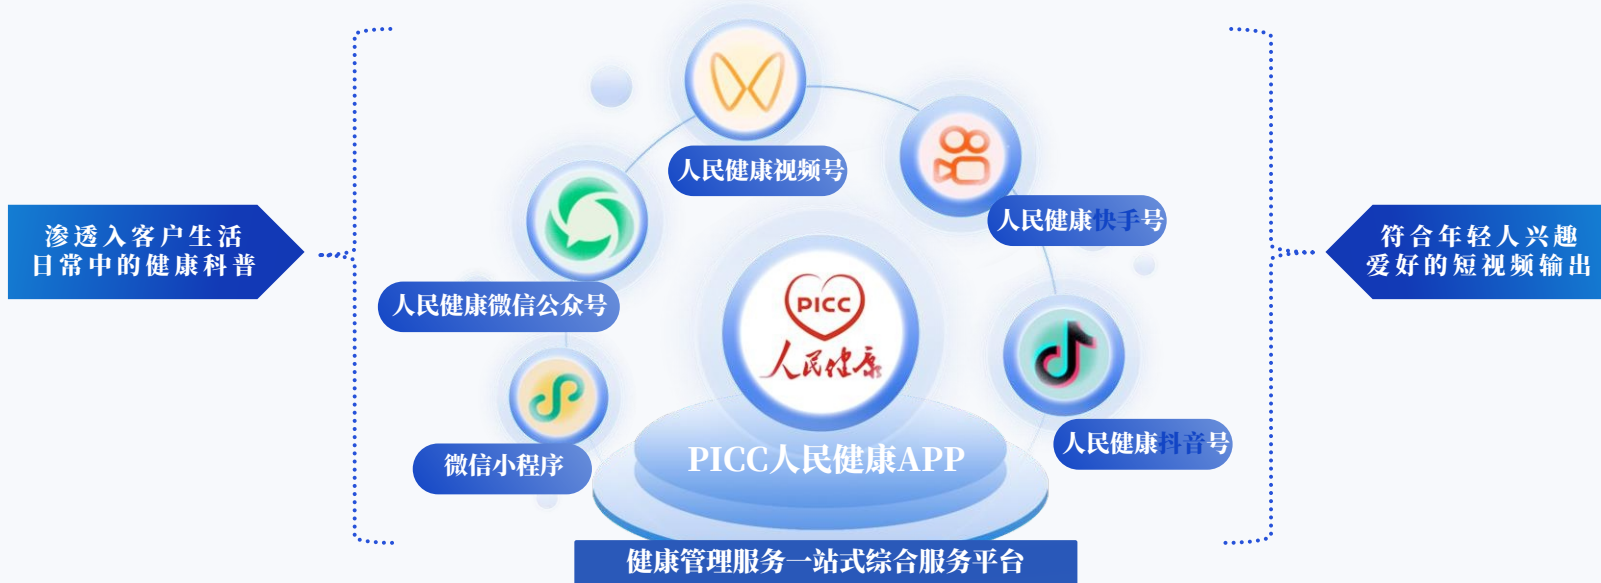 人民健康视频号
人民健康快手号
渗透入客户生活
日常中的健康科普
符合年轻人兴趣
爱好的短视频输出
人民健康微信公众号
PICC
人民健康
人民健康抖音号
微信小程序
PICC人民健康APP
健康管理服务一站式综合服务平台